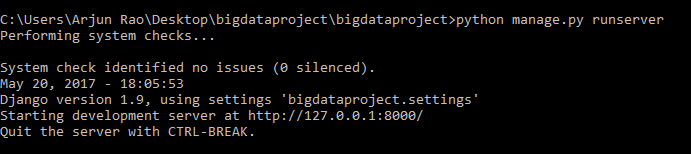 C:\Users\Arjun Rao\Desktop\bigdataproject\bigdataproject>python manage.py runserver
Performing system checks...
System check identified no issues (0 silenced).
May 20, 2017 - 18:05:53
Django version 1.9, using settings 'bigdataproject.settings'
Starting development server at http://127.0.0.1:8000/
Quit the server with CTRL-BREAK.